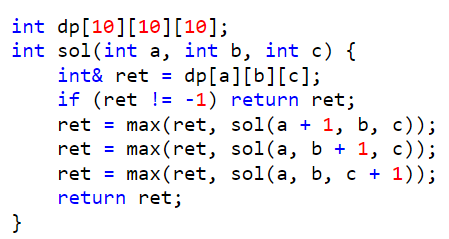 int dp[10][10][10];
int sol(int a, int b, int c) {
    int& ret = dp[a][b][c];
    if (ret != -1) return ret;
    ret = max(ret, sol(a + 1, b, c));
    ret = max(ret, sol(a, b + 1, c));
    ret = max(ret, sol(a, b, c + 1));
    return ret;
}